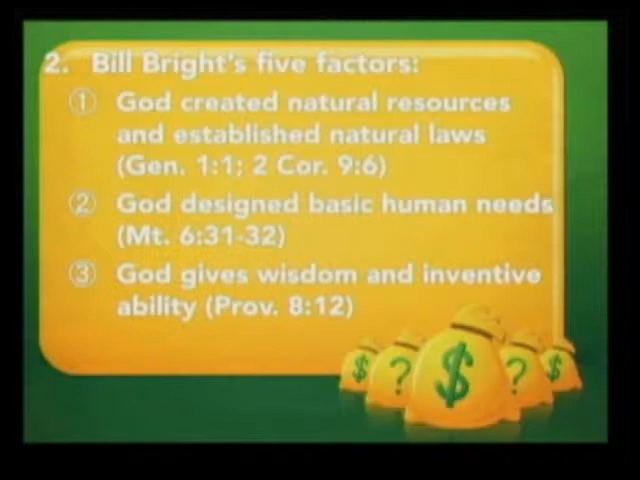 2. Bill Bright's five factors:
① God created natural resources
and established natural laws
(Gen. 1:1; 2 Cor. 9:6)
② God designed basic human needs
(Mt. 6:31-32)
③ God gives wisdom and inventive
ability (Prov. 8:12)
$ ? $ ? $